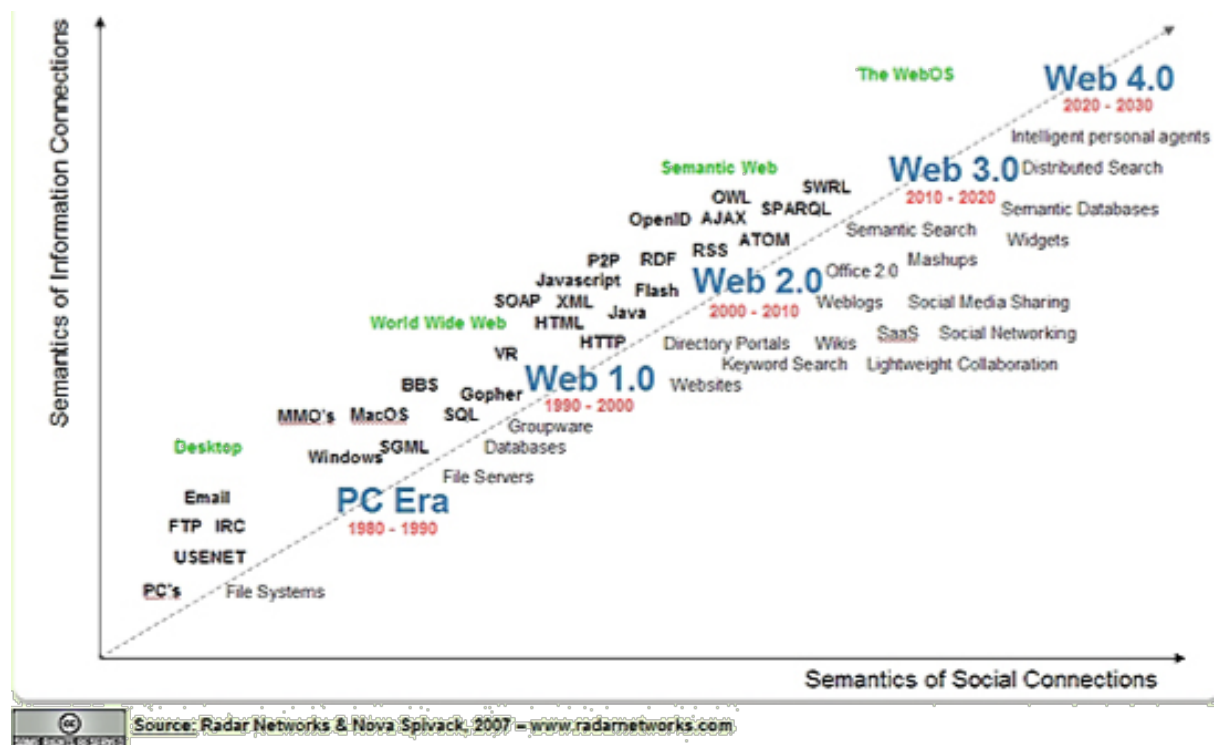 Semantics of Information Connections
The WebOS
Web 4.0
2020 - 2030
Intelligent personal agents
Semantic Web
Web 3.0
Distributed Search
2010 - 2020
SWRL
OWL
SPARQL
Semantic Databases
OpenID
AJAX
Semantic Search
Widgets
ATOM
RSS
P2P
RDF
Mashups
Javascript
Flash
Web 2.0
Office 2.0
SOAP
XML
2000 - 2010
Weblogs
Social Media Sharing
World Wide Web
HTML
Java
HTTP
Directory Portals
Wikis
SaaS
Social Networking
VR
Keyword Search
Lightweight Collaboration
BBS
Gopher
Web 1.0
Websites
1990 - 2000
MMO's
MacOS
SQL
Groupware
Desktop
Windows
SGML
Databases
File Servers
Email
PC Era
1980 - 1990
FTP
IRC
USENET
PC's
File Systems
Semantics of Social Connections
Source: Radar Networks & Nova Spivack, 2007 – www.radarnetworks.com